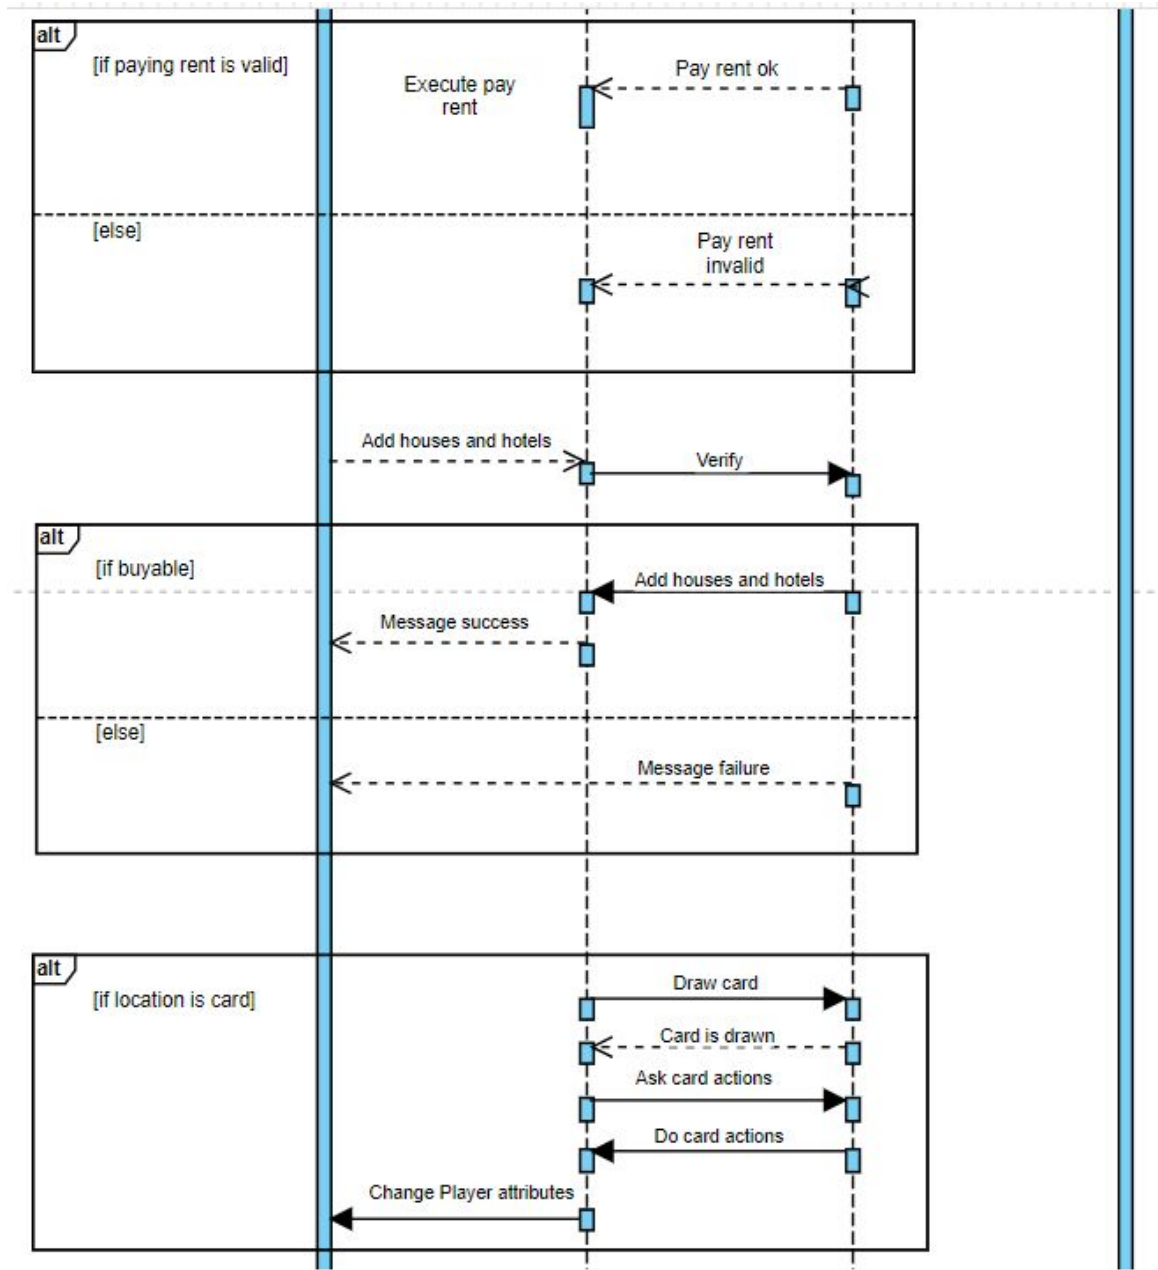 alt
[if paying rent is valid]
Pay rent ok
Execute pay
rent
[else]
Pay rent
invalid
Add houses and hotels
Verify
alt
[if buyable]
Add houses and hotels
Message success
[else]
Message failure
alt
[if location is card]
Draw card
Card is drawn
Ask card actions
Do card actions
Change Player attributes